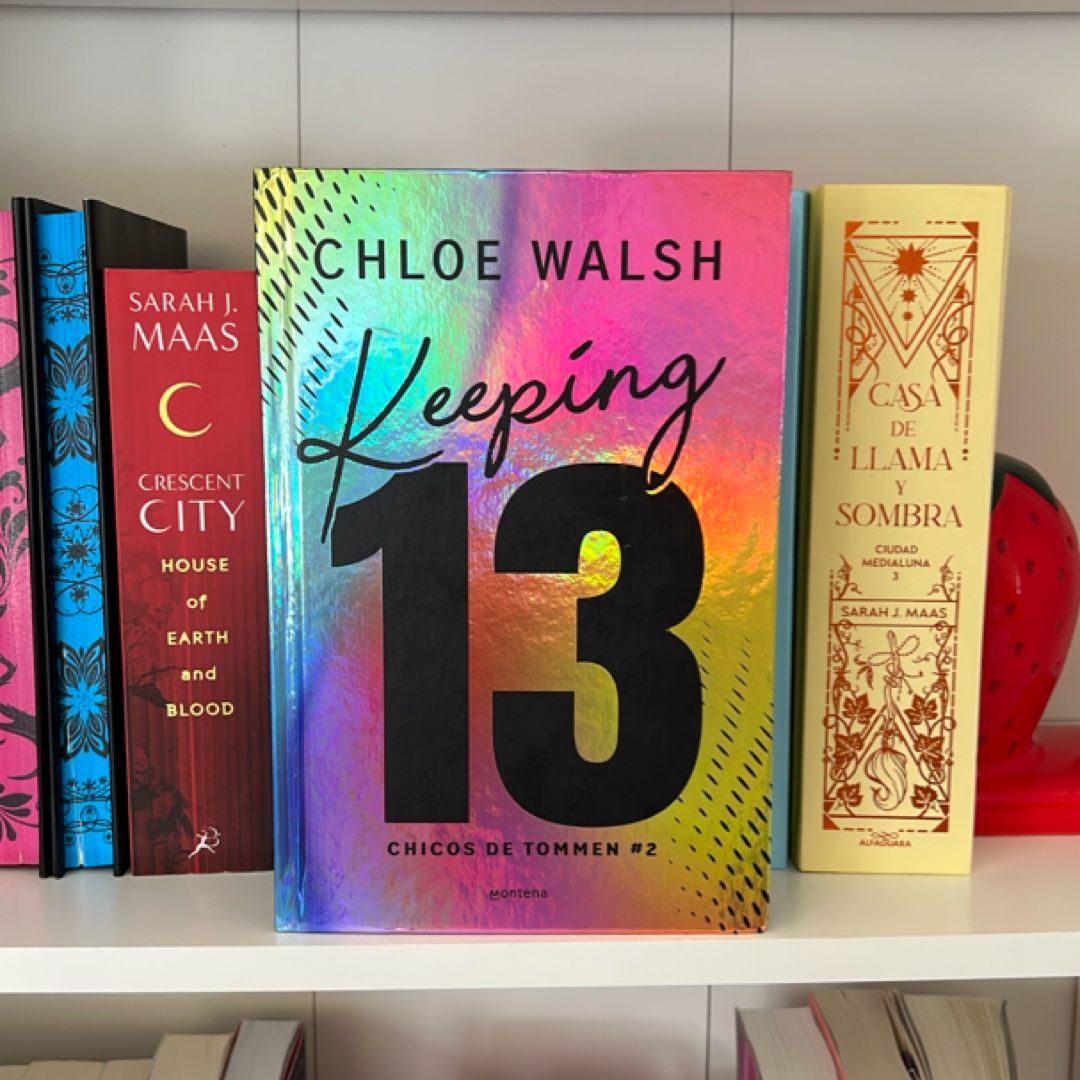 SARAH J.
MAAS
CRESCENT
CITY
HOUSE
of
EARTH
and
BLOOD
CHLOE WALSH
Keeping
13
CHICOS DE TOMMEN #2
Montena
CASA
DE
LLAMA
Y
SOMBRA
CIUDAD
MEDIALUNA
3
SARAH J. MAAS
ALFAGUARA